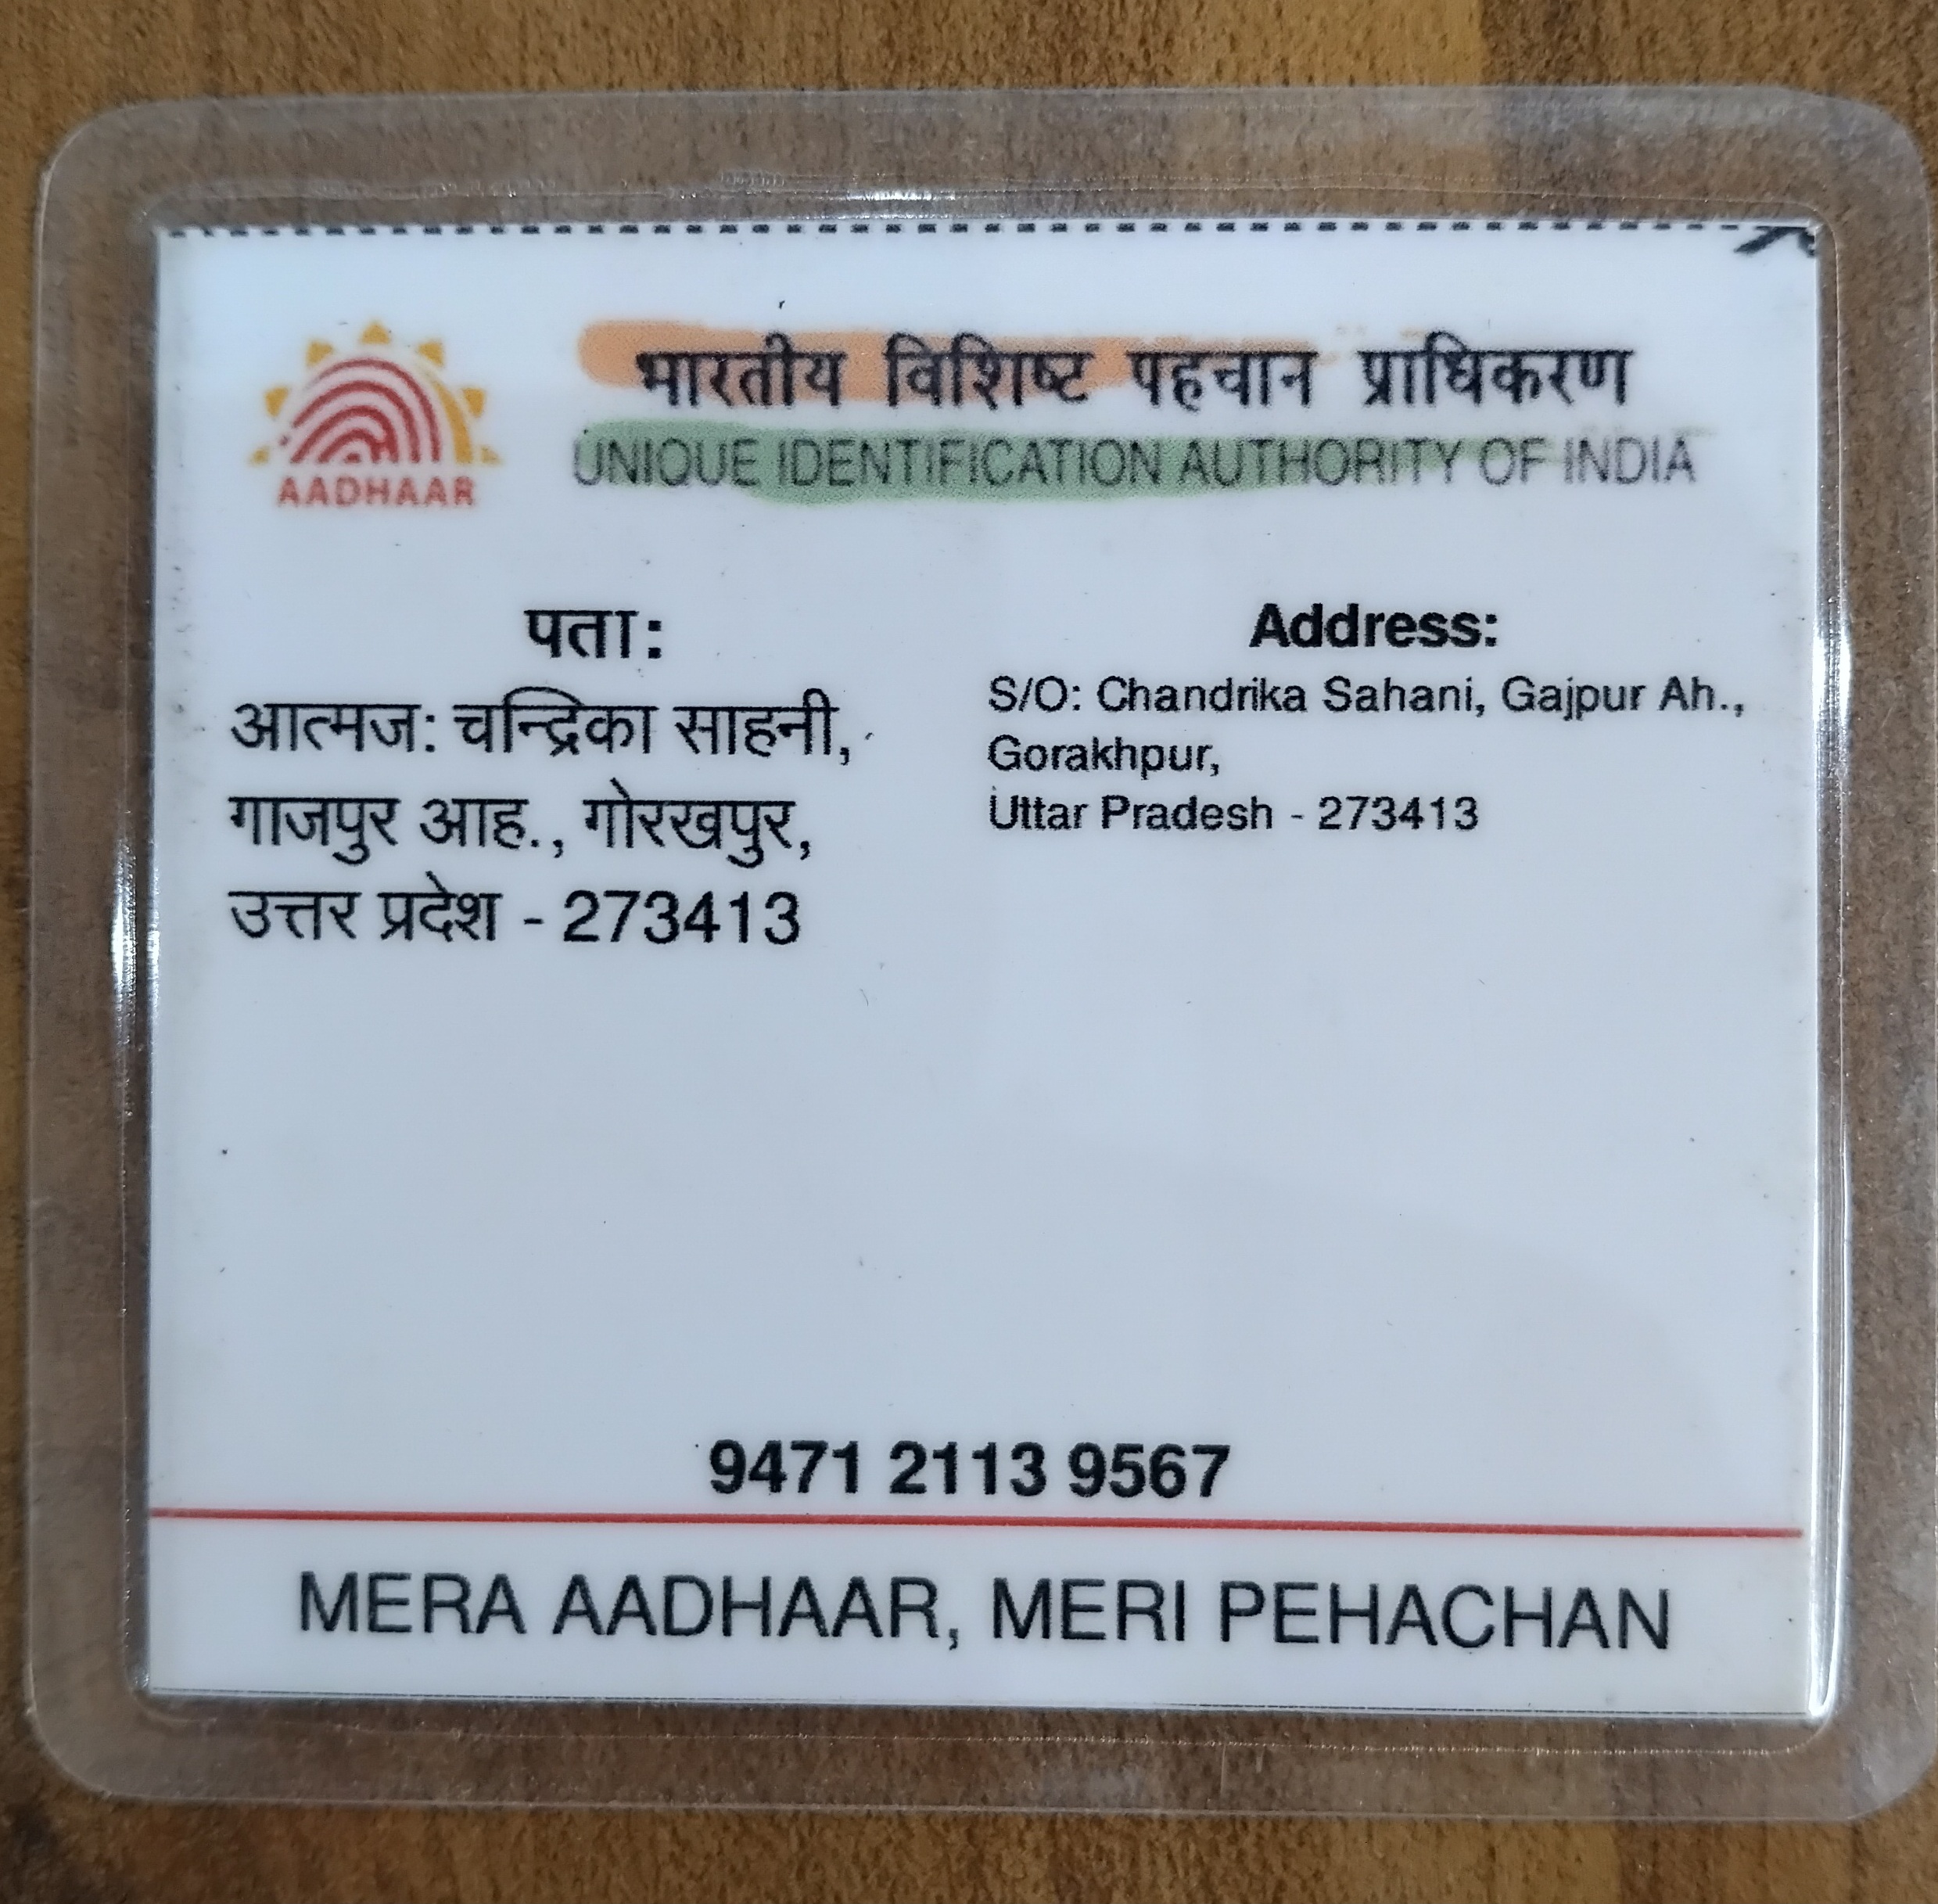 भारतीय विशिष्ट पहचान प्राधिकरण
UNIQUE IDENTIFICATION AUTHORITY OF INDIA
AADHAAR
पता:
आत्मज: चन्द्रिका साहनी,
गाजपुर आह., गोरखपुर,
उत्तर प्रदेश - 273413
Address:
S/O: Chandrika Sahani, Gajpur Ah.,
Gorakhpur,
Uttar Pradesh - 273413
9471 2113 9567
MERA AADHAAR, MERI PEHACHAN